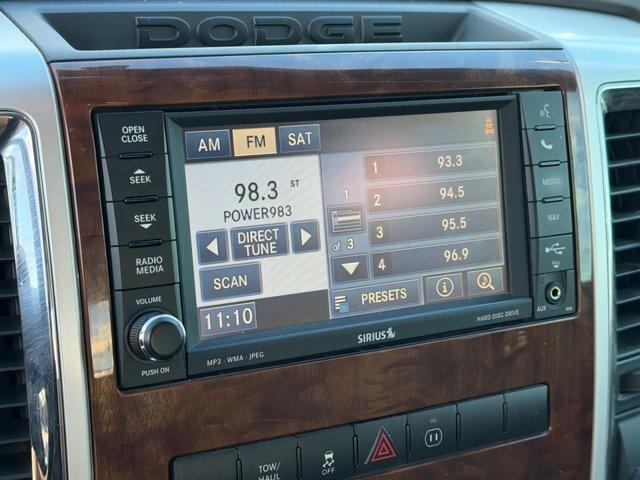 DODGE
OPEN
CLOSE
SEEK
SEEK
RADIO
MEDIA
VOLUME
PUSH ON
AM FM SAT
98.3 ST
POWER983
DIRECT
TUNE
SCAN
11:10
1
of 3
1 93.3
2 94.5
3 95.5
4 96.9
PRESETS
MENU
NAV
AUX
MP3 · WMA · JPEG
SIRIUS
HARD DISC DRIVE
TOW/
HAUL
OFF